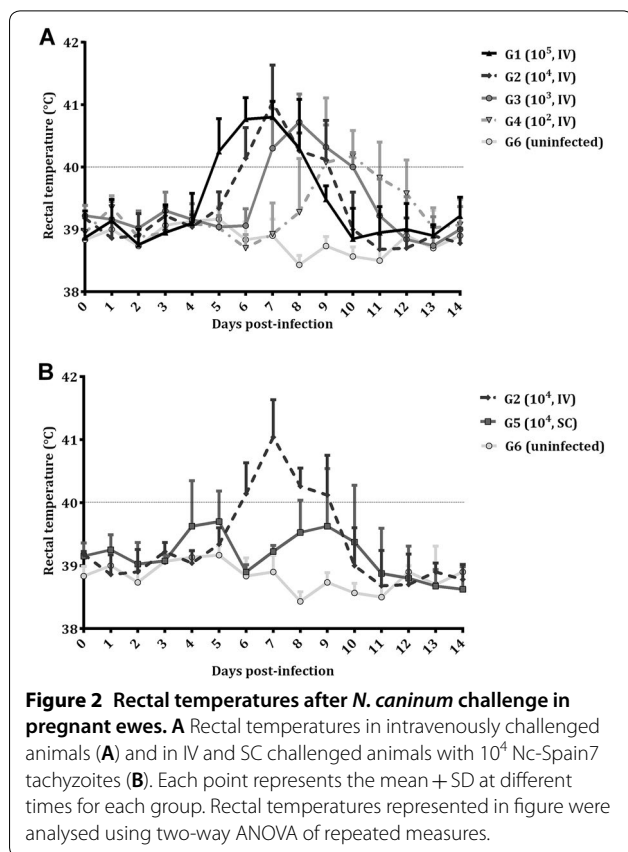 A
42
41
40
39
38
Rectal temperature (°C)
0 1 2 3 4 5 6 7 8 9 10 11 12 13 14
Days post-infection
G1 (10⁵, IV)
G2 (10⁴, IV)
G3 (10³, IV)
G4 (10², IV)
G6 (uninfected)
B
42
41
40
39
38
Rectal temperature (°C)
0 1 2 3 4 5 6 7 8 9 10 11 12 13 14
Days post-infection
G2 (10⁴, IV)
G5 (10⁴, SC)
G6 (uninfected)
Figure 2 Rectal temperatures after N. caninum challenge in
pregnant ewes. A Rectal temperatures in intravenously challenged
animals (A) and in IV and SC challenged animals with 10⁴ Nc-Spain7
tachyzoites (B). Each point represents the mean + SD at different
times for each group. Rectal temperatures represented in figure were
analysed using two-way ANOVA of repeated measures.